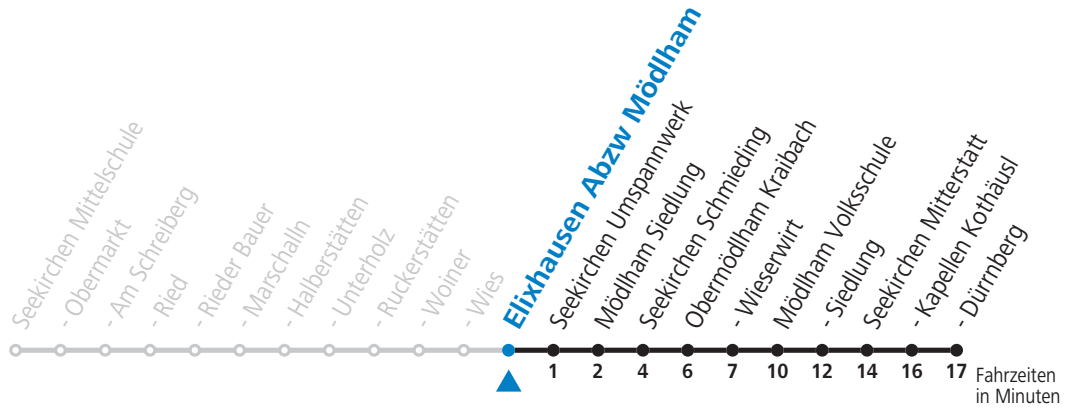 Seekirchen Mittelschule
- Obermarkt
- Am Schreiberg
- Ried
- Rieder Bauer
- Marschalln
- Halberstätten
- Unterholz
- Ruckerstätten
- Woiner
- Wies
Elixhausen Abzw Mödlham
Seekirchen Umspannwerk
Mödlham Siedlung
Seekirchen Schmieding
Obermödlham Kraibach
- Wieserwirt
Mödlham Volksschule
- Siedlung
Seekirchen Mitterstatt
- Kapellen Kothäusl
- Dürrnberg
1 2 4 6 7 10 12 14 16 17 Fahrzeiten
in Minuten